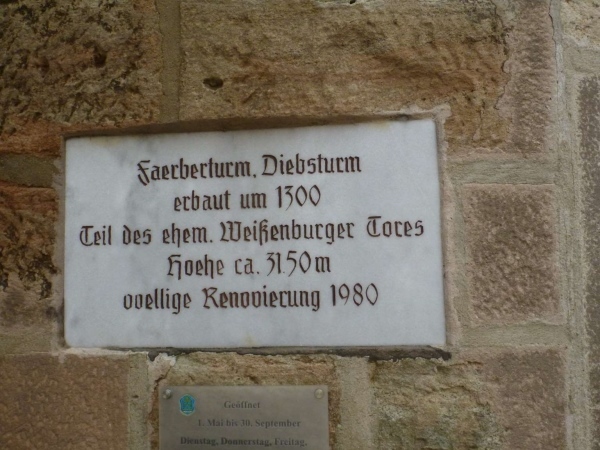 Faerberturm, Diebsturm
erbaut um 1300
Teil des ehem. Weißenburger Tores
Hoehe ca. 31.50m
voellige Renovierung 1980
Geöffnet
1. Mai bis 30. September
Dienstag, Donnerstag, Freitag,